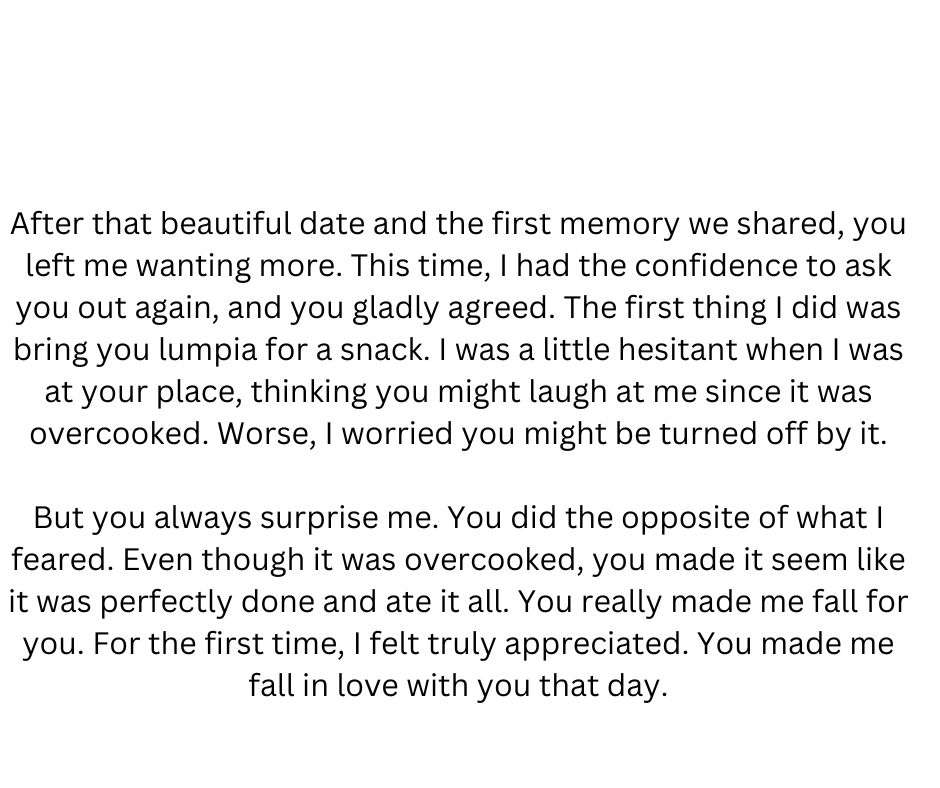 After that beautiful date and the first memory we shared, you
left me wanting more. This time, I had the confidence to ask
you out again, and you gladly agreed. The first thing I did was
bring you lumpia for a snack. I was a little hesitant when I was
at your place, thinking you might laugh at me since it was
overcooked. Worse, I worried you might be turned off by it.
But you always surprise me. You did the opposite of what I
feared. Even though it was overcooked, you made it seem like
it was perfectly done and ate it all. You really made me fall for
you. For the first time, I felt truly appreciated. You made me
fall in love with you that day.